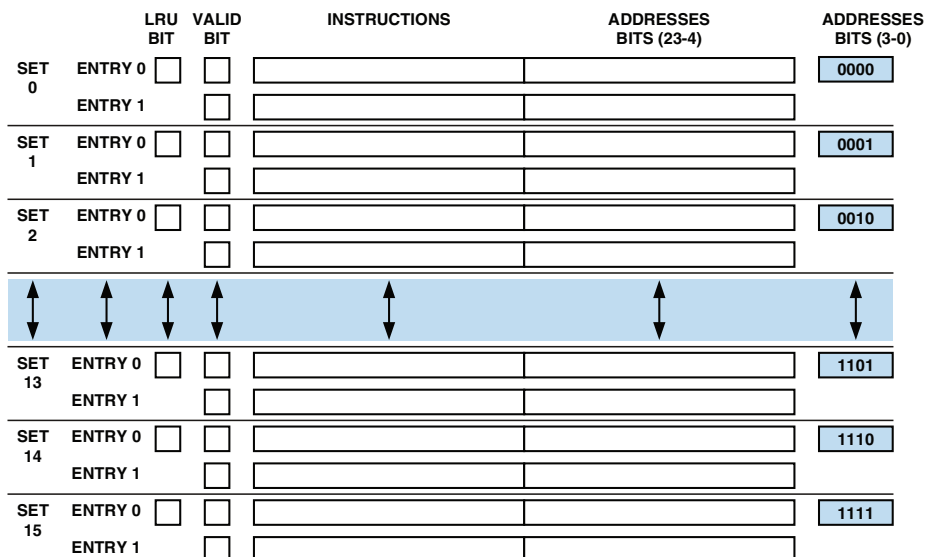 LRU VALID INSTRUCTIONS ADDRESSES ADDRESSES
BIT BIT BITS (23-4) BITS (3-0)
SET ENTRY 0 0000
0
ENTRY 1
SET ENTRY 0 0001
1
ENTRY 1
SET ENTRY 0 0010
2
ENTRY 1
SET ENTRY 0 1101
13
ENTRY 1
SET ENTRY 0 1110
14
ENTRY 1
SET ENTRY 0 1111
15
ENTRY 1